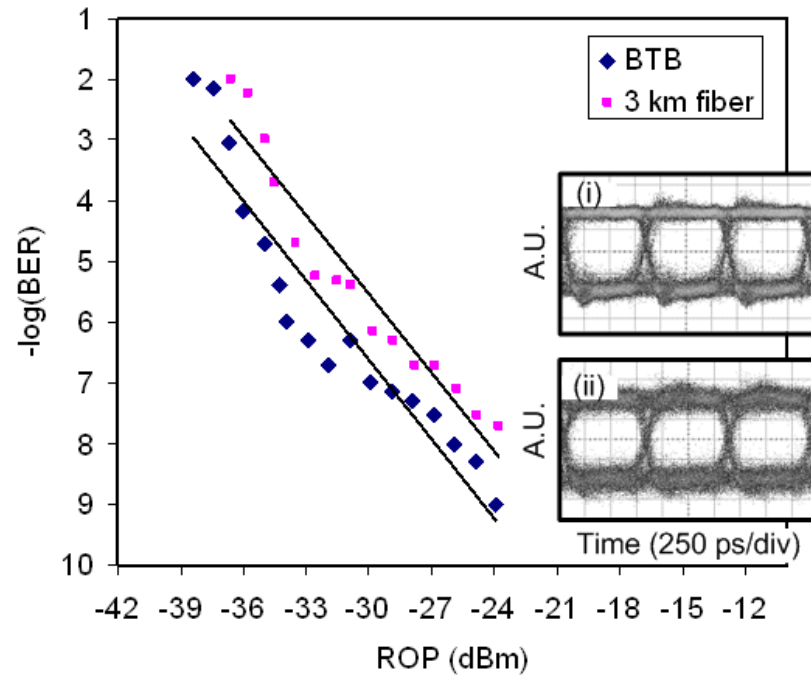 1
2
3
4
5
6
7
8
9
10
-log(BER)
BTB
3 km fiber
(i)
A.U.
(ii)
A.U.
Time (250 ps/div)
-42 -39 -36 -33 -30 -27 -24 -21 -18 -15 -12
ROP (dBm)